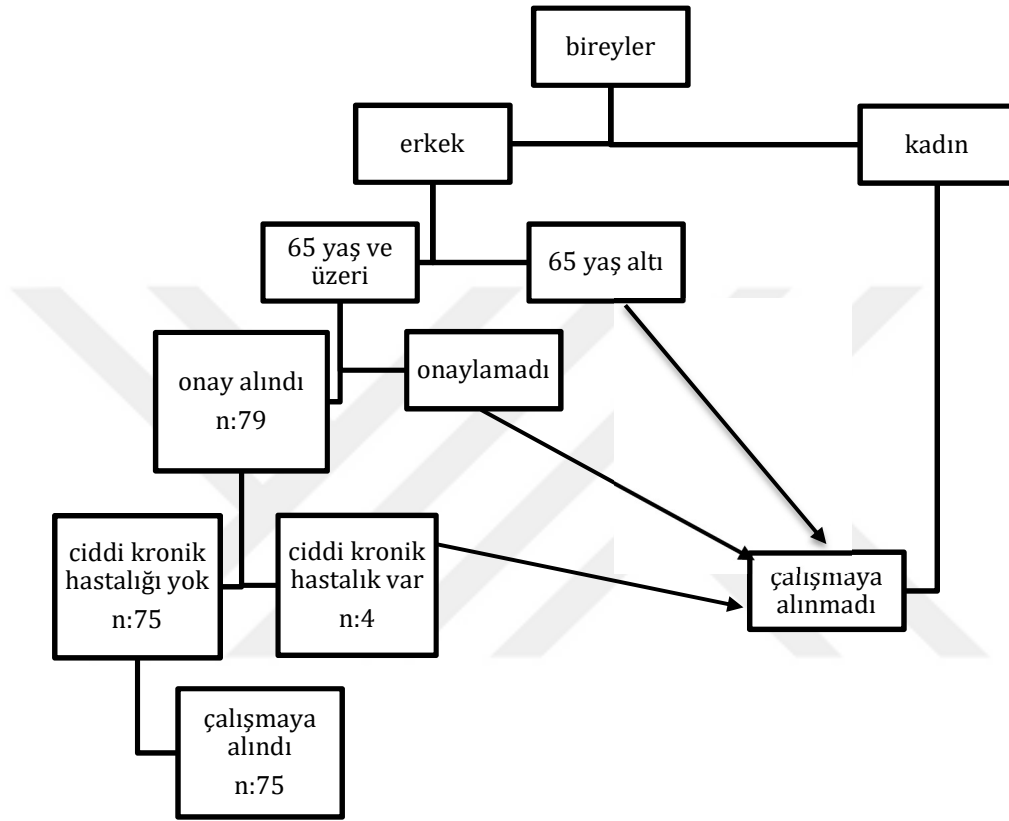 bireyler
erkek
kadın
65 yaş ve
üzeri
65 yaş altı
onay alındı
n:79
onaylamadı
ciddi kronik
hastalığı yok
n:75
ciddi kronik
hastalık var
n:4
çalışmaya
alınmadı
çalışmaya
alındı
n:75